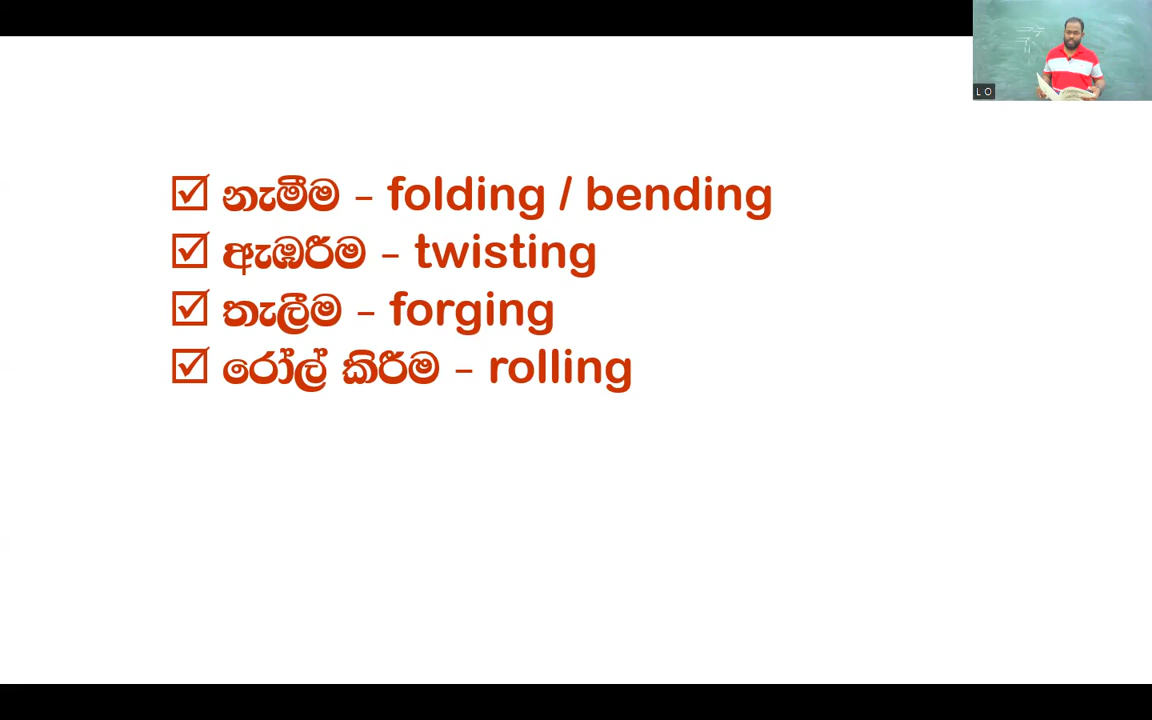 ☑ නැමීම – folding / bending
☑ ඇඹරීම – twisting
☑ තැලීම – forging
☑ රෝල් කිරීම – rolling
L O